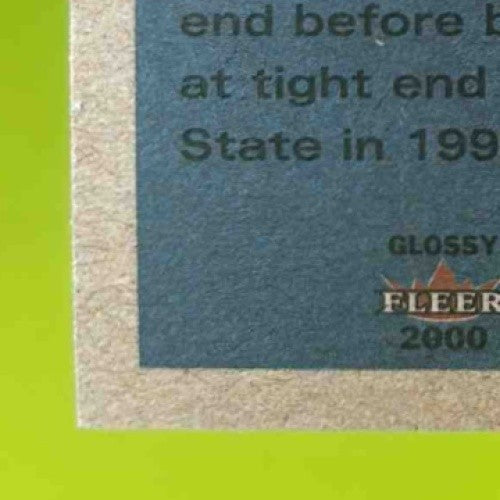 end before
at tight end
State in 199
GLOSSY
FLEER
2000